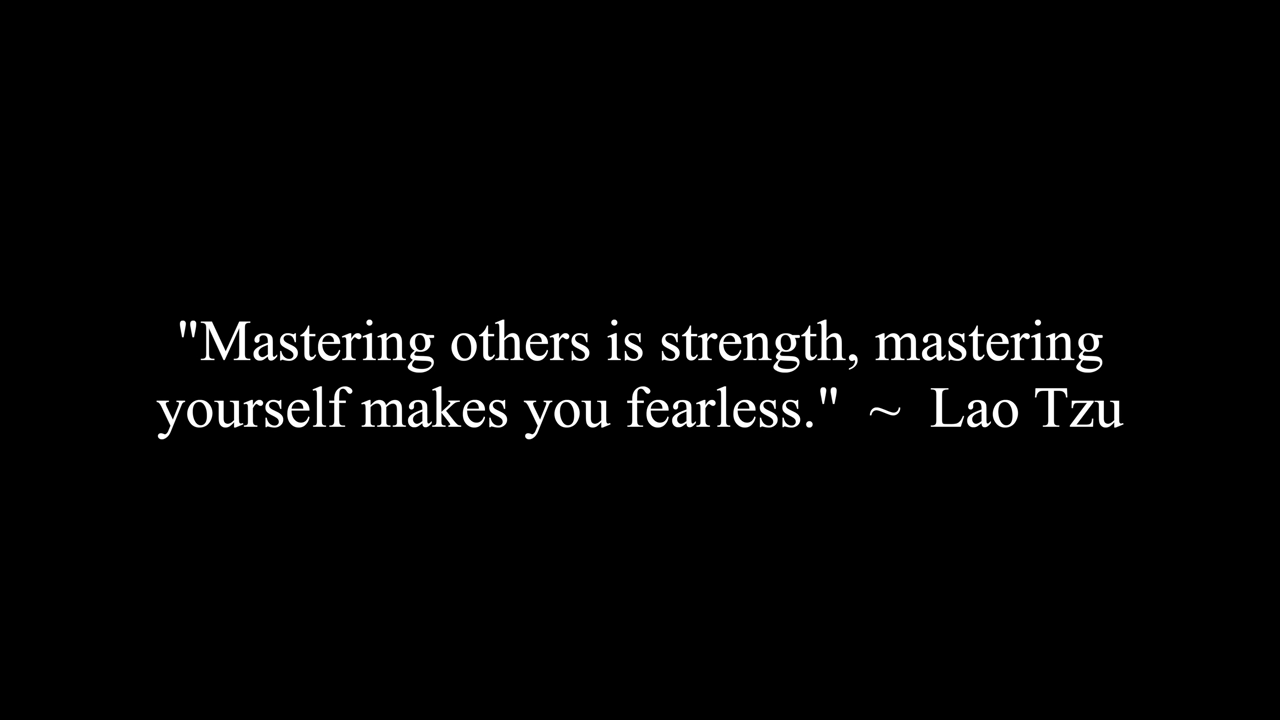 "Mastering others is strength, mastering
yourself makes you fearless."  ~  Lao Tzu